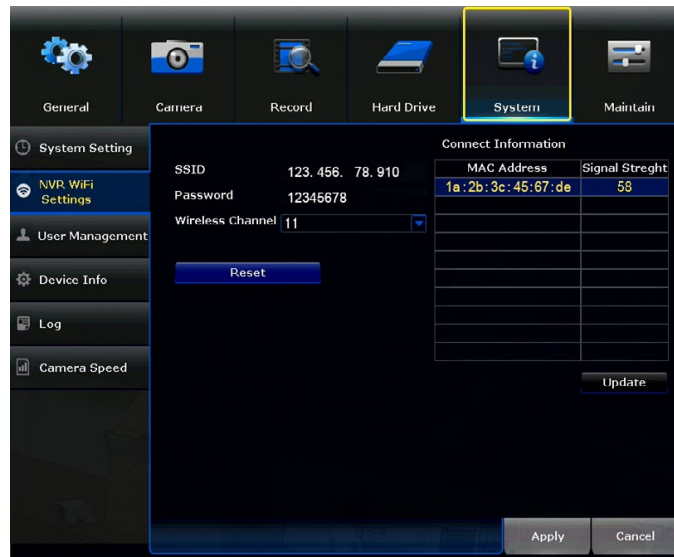 General Camera Record Hard Drive System Maintain
System Setting
NVR WiFi
Settings
User Management
Device Info
Log
Camera Speed
SSID 123. 456. 78. 910
Password 12345678
Wireless Channel 11
Reset
Connect Information
MAC Address Signal Streght
1a:2b:3c:45:67:de 58
Update
Apply Cancel